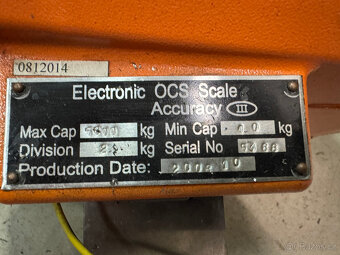 0812014
Electronic OCS Scale
Accuracy III
Max Cap kg Min Cap kg
Division kg Serial No
Production Date: